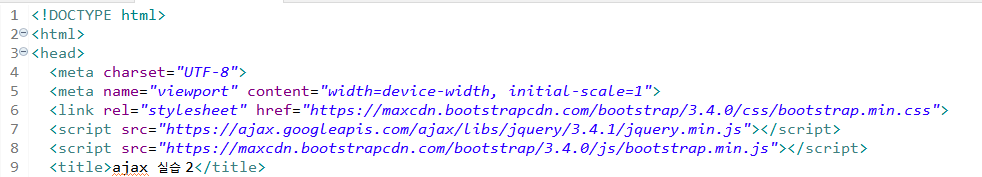 1 <!DOCTYPE html>
2 <html>
3 <head>
4 <meta charset="UTF-8">
5 <meta name="viewport" content="width=device-width, initial-scale=1">
6 <link rel="stylesheet" href="https://maxcdn.bootstrapcdn.com/bootstrap/3.4.0/css/bootstrap.min.css">
7 <script src="https://ajax.googleapis.com/ajax/libs/jquery/3.4.1/jquery.min.js"></script>
8 <script src="https://maxcdn.bootstrapcdn.com/bootstrap/3.4.0/js/bootstrap.min.js"></script>
9 <title>ajax 실습 2</title>